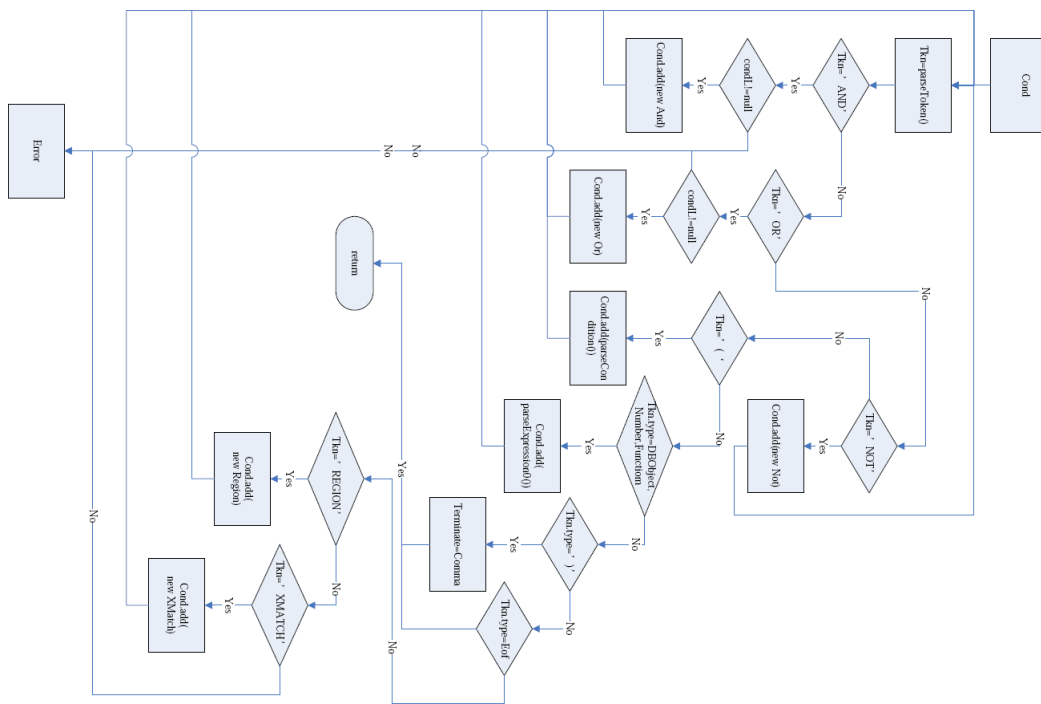 Cond
Tkn=parseToken()
Tkn=’ AND’
Yes
condL!=null
Yes
Cond.add(new And)
No
No
Tkn=’ OR’
Yes
condL!=null
Yes
Cond.add(new Or)
No
No
Tkn=’ NOT’
Yes
Cond.add(new Not)
No
Tkn=’ ( ‘
Yes
Cond.add(parseCon
dition())
No
Tkn.type=DBObject,
Number,Functiom
Yes
Cond.add(
parseExpression0()
No
Tkn.type=’ )’
Yes
Terminate=Comma
No
Tkn.type=Eof
Yes
return
No
Tkn=’ REGION’
Yes
Cond.add(
new Region)
No
Tkn=’ XMATCH’
Yes
Cond.add(
new XMatch)
No
Error